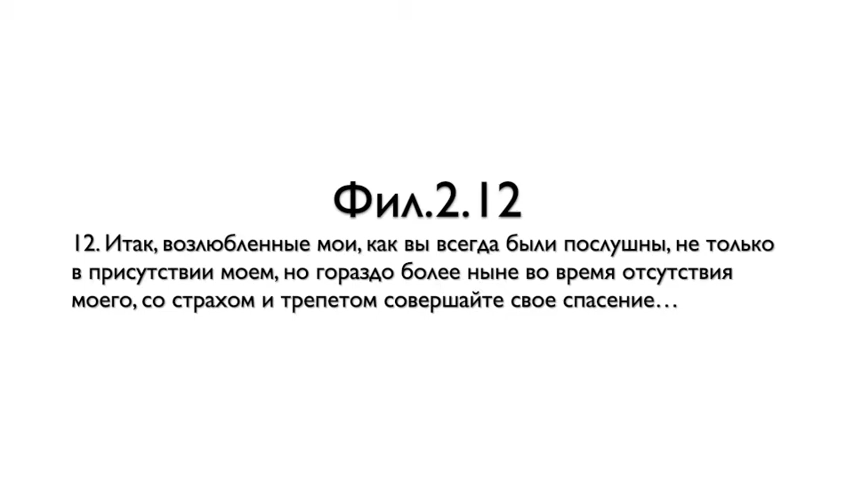 Фил.2.12
12. Итак, возлюбленные мои, как вы всегда были послушны, не только
в присутствии моем, но гораздо более ныне во время отсутствия
моего, со страхом и трепетом совершайте свое спасение…